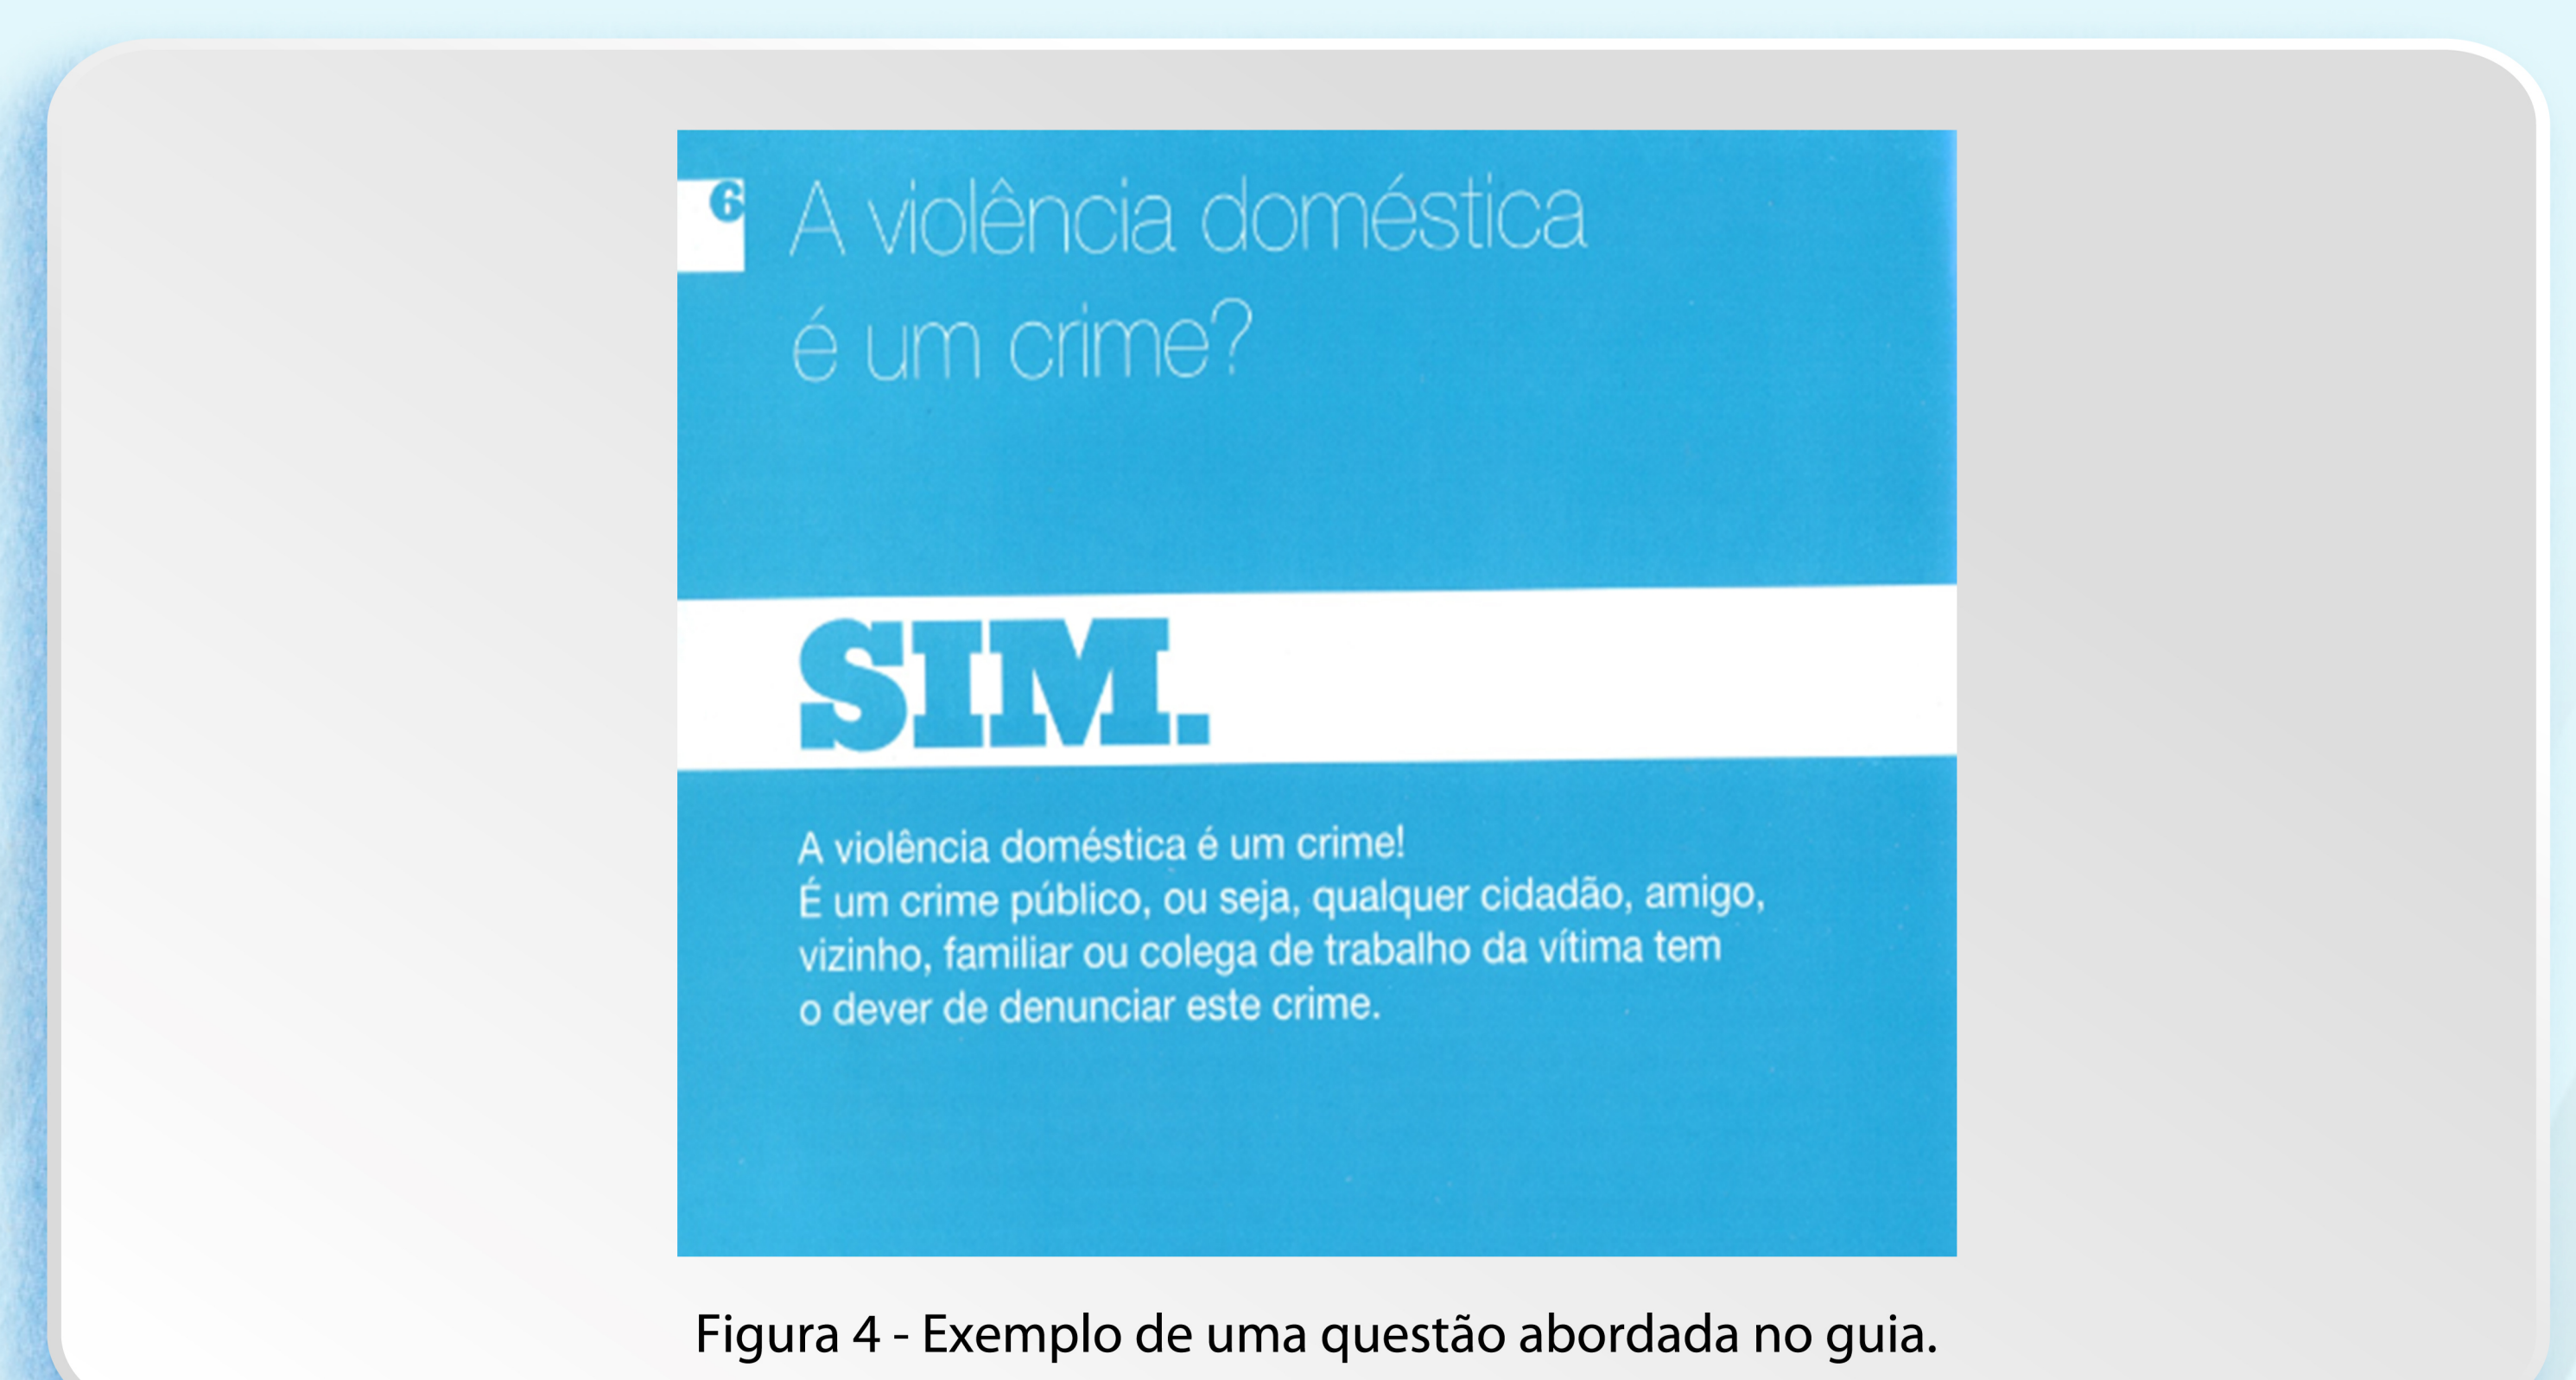 6
A violência doméstica
é um crime?
SIM.
A violência doméstica é um crime!
É um crime público, ou seja, qualquer cidadão, amigo,
vizinho, familiar ou colega de trabalho da vítima tem
o dever de denunciar este crime.
Figura 4 - Exemplo de uma questão abordada no guia.